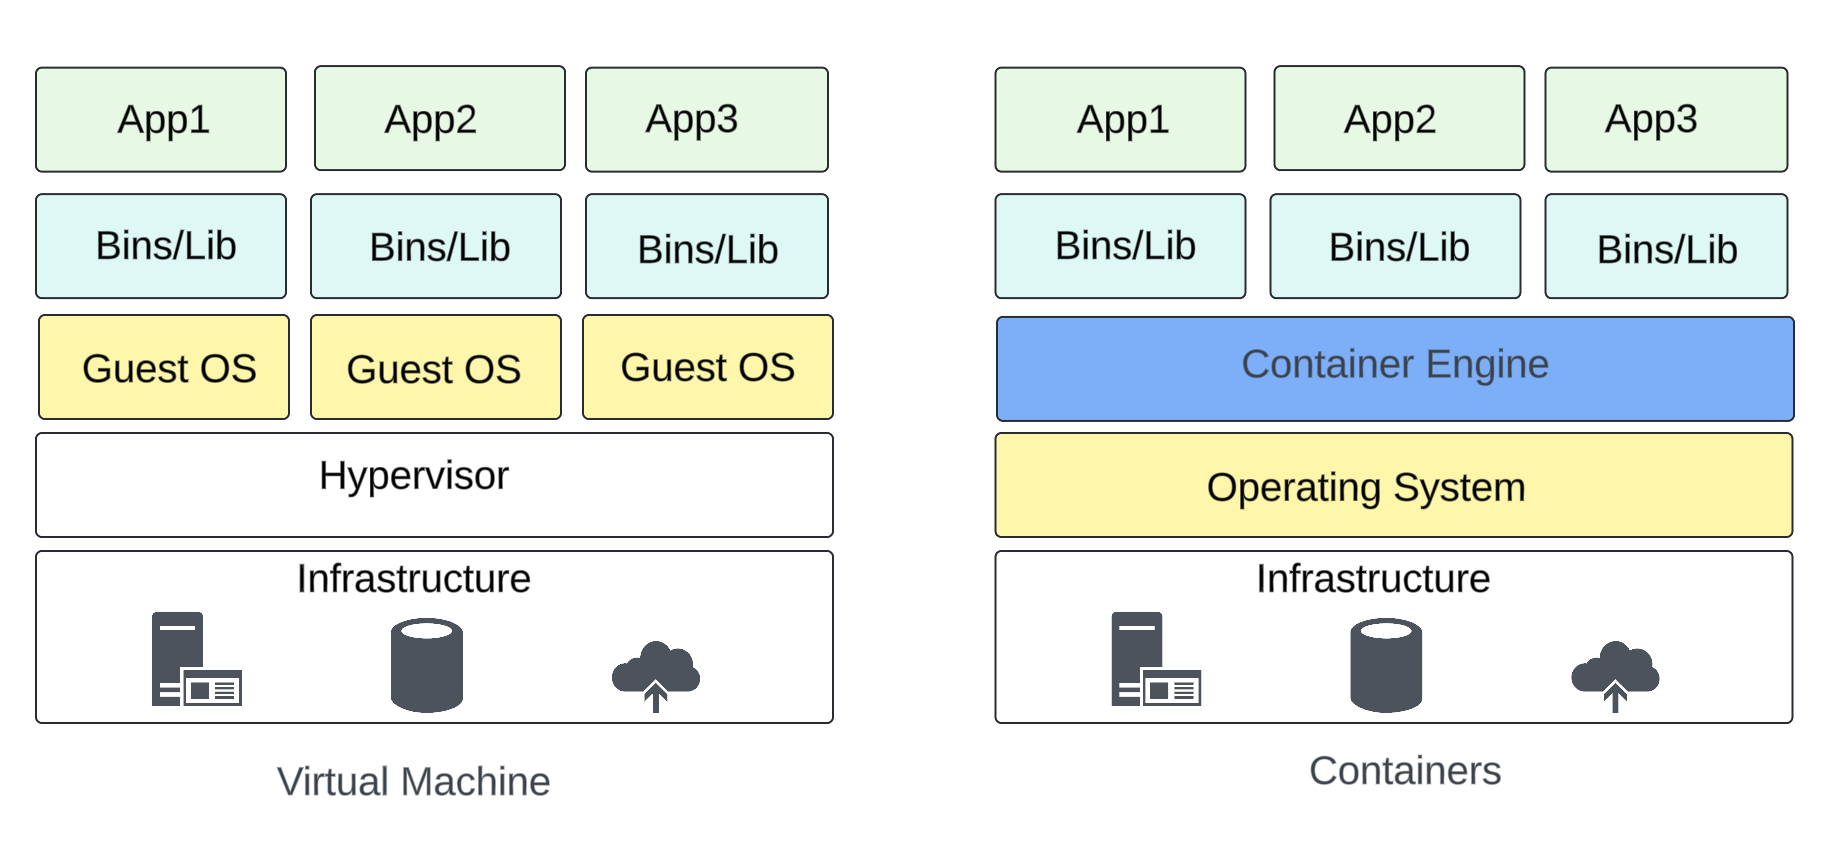 App1
App2
App3
Bins/Lib
Bins/Lib
Bins/Lib
Guest OS
Guest OS
Guest OS
Hypervisor
Infrastructure
Virtual Machine
App1
App2
App3
Bins/Lib
Bins/Lib
Bins/Lib
Container Engine
Operating System
Infrastructure
Containers